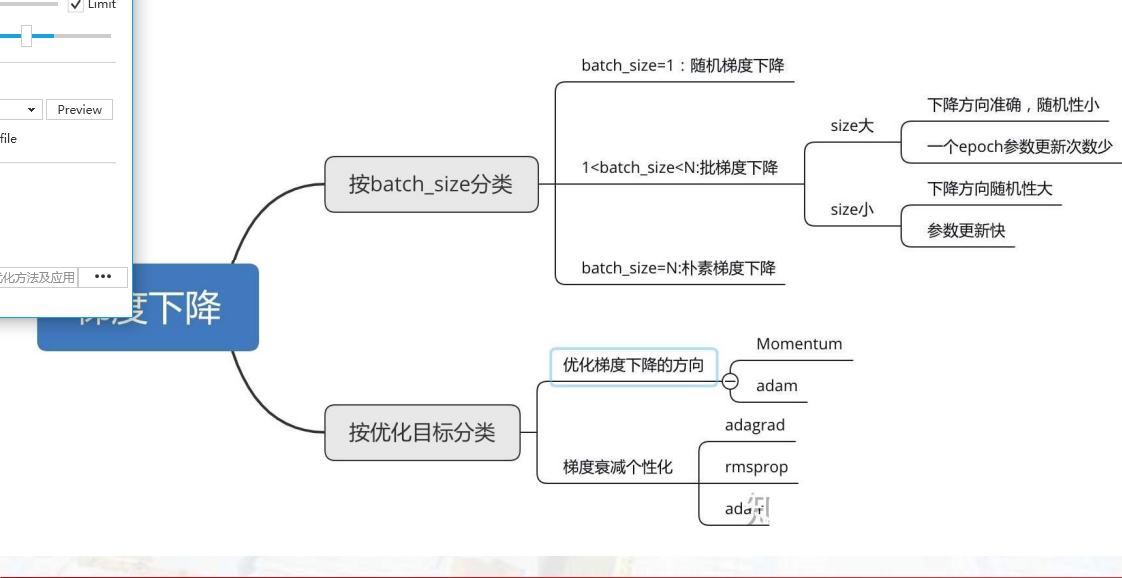 Limit
Preview
file
优化方法及应用
•••
梯度下降
按batch_size分类
batch_size=1：随机梯度下降
1<batch_size<N:批梯度下降
size大
下降方向准确，随机性小
一个epoch参数更新次数少
size小
下降方向随机性大
参数更新快
batch_size=N:朴素梯度下降
按优化目标分类
优化梯度下降的方向
Momentum
adam
梯度衰减个性化
adagrad
rmsprop
知